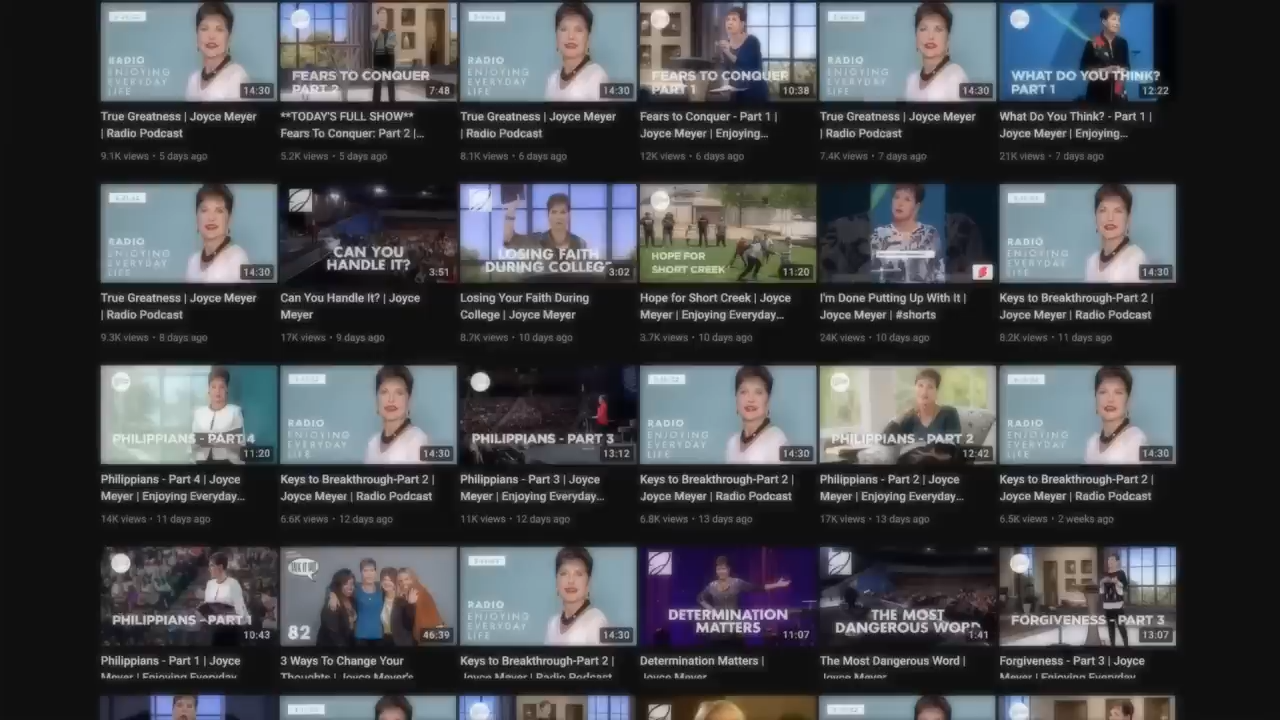 RADIO
ENJOYING
EVERYDAY
LIFE
14:30
FEARS TO CONQUER
PART 2
7:48
RADIO
ENJOYING
EVERYDAY
LIFE
14:30
FEARS TO CONQUER
PART 1
10:38
RADIO
ENJOYING
EVERYDAY
LIFE
14:30
WHAT DO YOU THINK?
PART 1
12:22
True Greatness | Joyce Meyer
| Radio Podcast
9.1K views • 5 days ago
**TODAY'S FULL SHOW**
Fears To Conquer: Part 2 |...
5.2K views • 5 days ago
True Greatness | Joyce Meyer
| Radio Podcast
8.1K views • 6 days ago
Fears to Conquer - Part 1 |
Joyce Meyer | Enjoying...
12K views • 6 days ago
True Greatness | Joyce Meyer
| Radio Podcast
7.4K views • 7 days ago
What Do You Think? - Part 1 |
Joyce Meyer | Enjoying...
21K views • 7 days ago
RADIO
ENJOYING
EVERYDAY
LIFE
14:30
CAN YOU
HANDLE IT?
3:51
LOSING FAITH
DURING COLLEGE
3:02
HOPE FOR
SHORT CREEK
11:20
RADIO
ENJOYING
EVERYDAY
LIFE
14:30
True Greatness | Joyce Meyer
| Radio Podcast
9.3K views • 8 days ago
Can You Handle It? | Joyce
Meyer
17K views • 9 days ago
Losing Your Faith During
College | Joyce Meyer
8.7K views • 10 days ago
Hope for Short Creek | Joyce
Meyer | Enjoying Everyday...
3.7K views • 10 days ago
I'm Done Putting Up With It |
Joyce Meyer | #shorts
24K views • 10 days ago
Keys to Breakthrough-Part 2 |
Joyce Meyer | Radio Podcast
8.2K views • 11 days ago
PHILIPPIANS - PART 4
11:20
RADIO
ENJOYING
EVERYDAY
LIFE
14:30
PHILIPPIANS - PART 3
13:12
RADIO
ENJOYING
EVERYDAY
LIFE
14:30
PHILIPPIANS - PART 2
12:42
RADIO
ENJOYING
EVERYDAY
LIFE
14:30
Philippians - Part 4 | Joyce
Meyer | Enjoying Everyday...
14K views • 11 days ago
Keys to Breakthrough-Part 2 |
Joyce Meyer | Radio Podcast
6.6K views • 12 days ago
Philippians - Part 3 | Joyce
Meyer | Enjoying Everyday...
11K views • 12 days ago
Keys to Breakthrough-Part 2 |
Joyce Meyer | Radio Podcast
6.8K views • 13 days ago
Philippians - Part 2 | Joyce
Meyer | Enjoying Everyday...
17K views • 13 days ago
Keys to Breakthrough-Part 2 |
Joyce Meyer | Radio Podcast
6.5K views • 2 weeks ago
PHILIPPIANS - PART 1
10:43
82
46:39
RADIO
ENJOYING
EVERYDAY
LIFE
14:30
DETERMINATION
MATTERS
11:07
THE MOST
DANGEROUS WORD
1:41
FORGIVENESS - PART 3
13:07
Philippians - Part 1 | Joyce
Meyer | Enjoying Everyday
3 Ways To Change Your
Thoughts | Joyce Meyer's
Keys to Breakthrough-Part 2 |
Joyce Meyer | Radio Podcast
Determination Matters |
Joyce Meyer
The Most Dangerous Word |
Joyce Meyer
Forgiveness - Part 3 | Joyce
Meyer | Enjoying Everyday